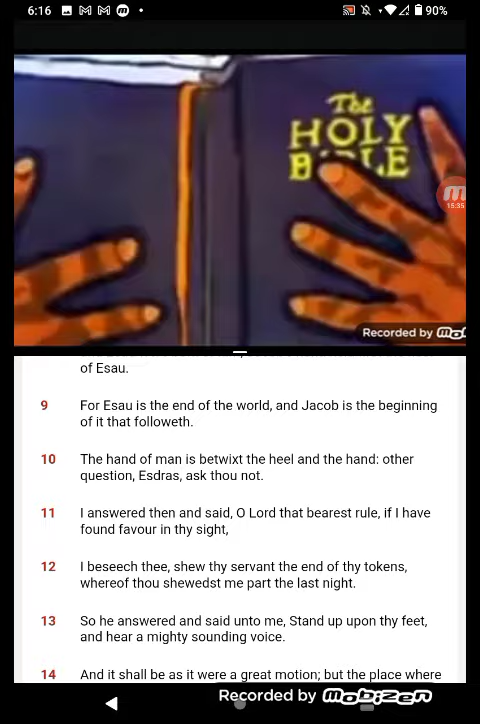 6:16
90%
The
HOLY
BIBLE
15:35
Recorded by
of Esau.
9 For Esau is the end of the world, and Jacob is the beginning
of it that followeth.
10 The hand of man is betwixt the heel and the hand: other
question, Esdras, ask thou not.
11 I answered then and said, O Lord that bearest rule, if I have
found favour in thy sight,
12 I beseech thee, shew thy servant the end of thy tokens,
whereof thou shewedst me part the last night.
13 So he answered and said unto me, Stand up upon thy feet,
and hear a mighty sounding voice.
14 And it shall be as it were a great motion; but the place where
Recorded by Mobizen